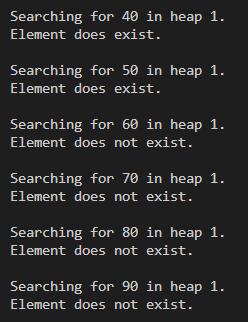 Searching for 40 in heap 1.
Element does exist.
Searching for 50 in heap 1.
Element does exist.
Searching for 60 in heap 1.
Element does not exist.
Searching for 70 in heap 1.
Element does not exist.
Searching for 80 in heap 1.
Element does not exist.
Searching for 90 in heap 1.
Element does not exist.